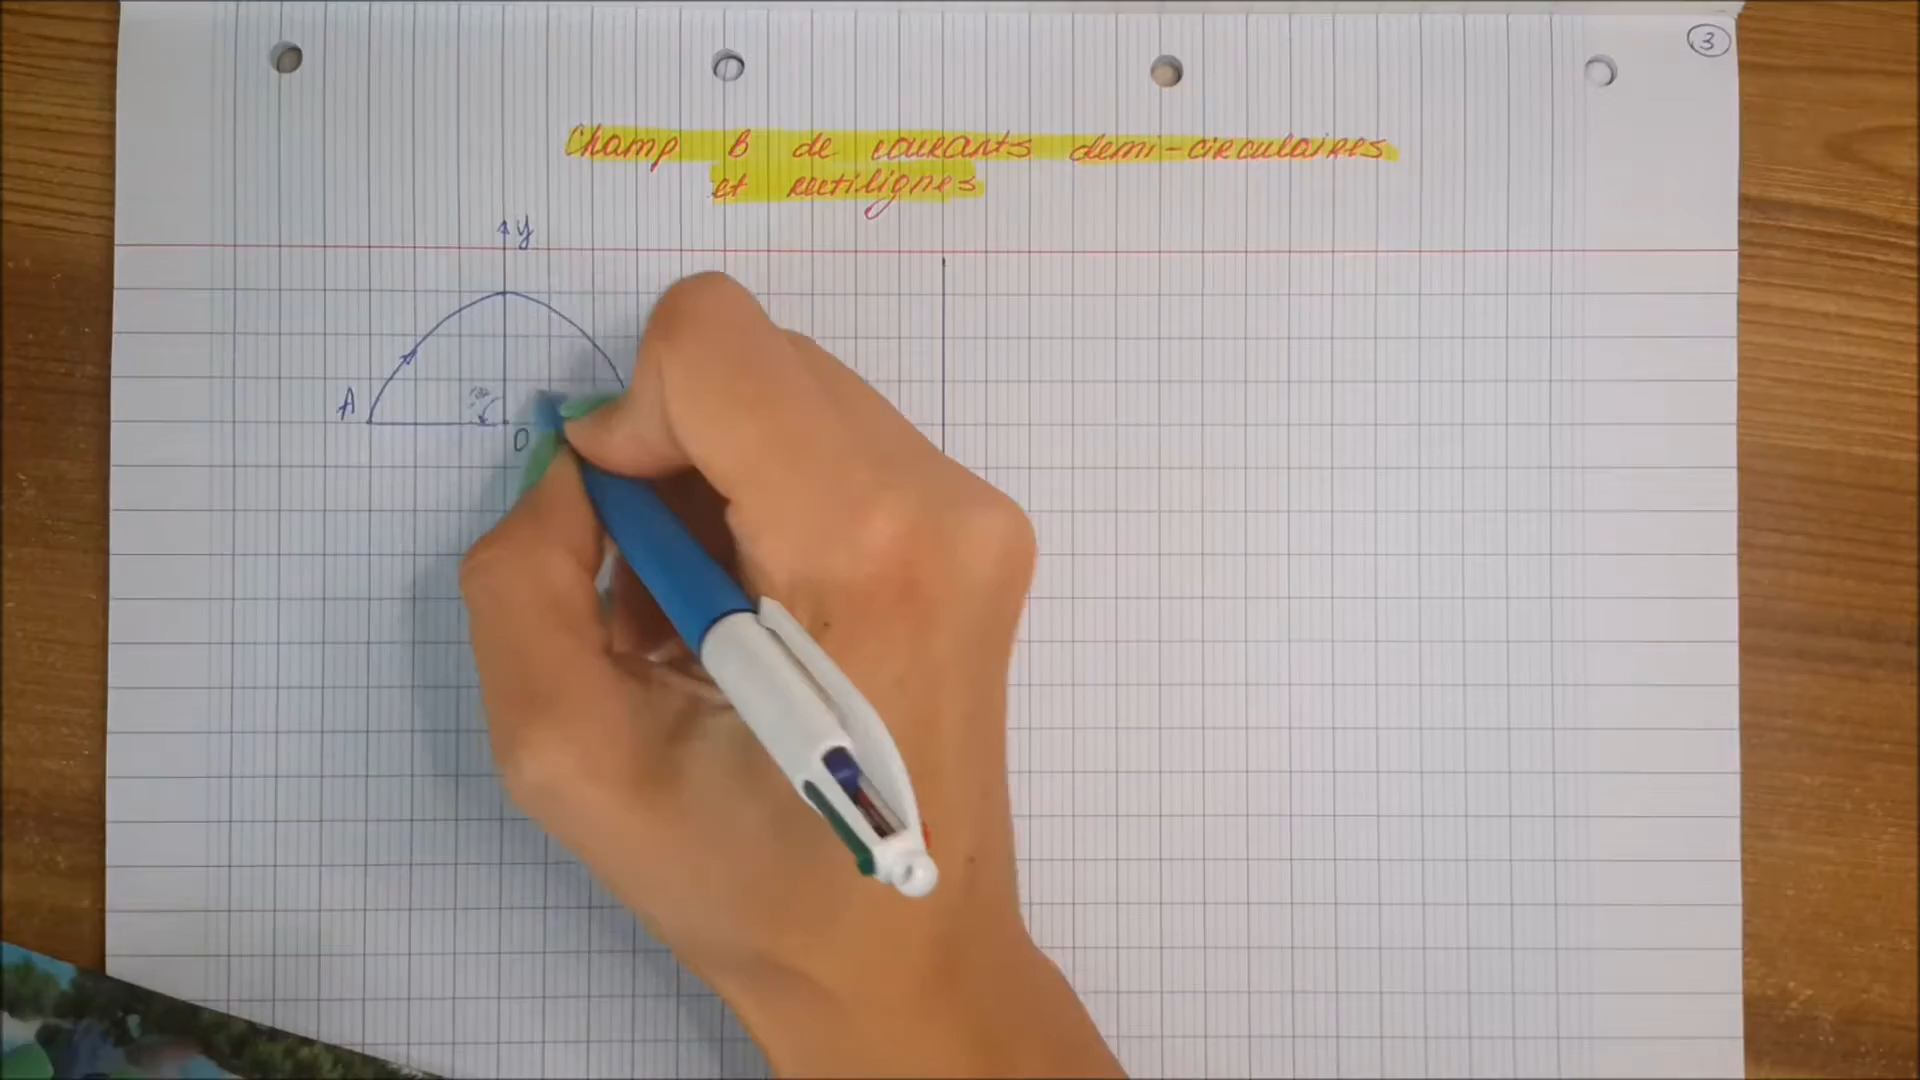 3
Champ B de courants demi-circulaires
et rectilignes
y
A
O